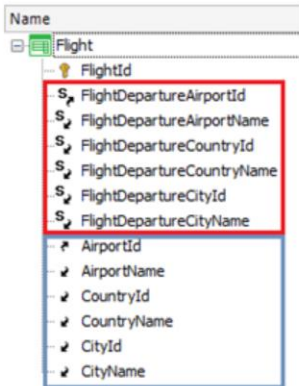 Name
Flight
FlightId
FlightDepartureAirportId
FlightDepartureAirportName
FlightDepartureCountryId
FlightDepartureCountryName
FlightDepartureCityId
FlightDepartureCityName
AirportId
AirportName
CountryId
CountryName
CityId
CityName